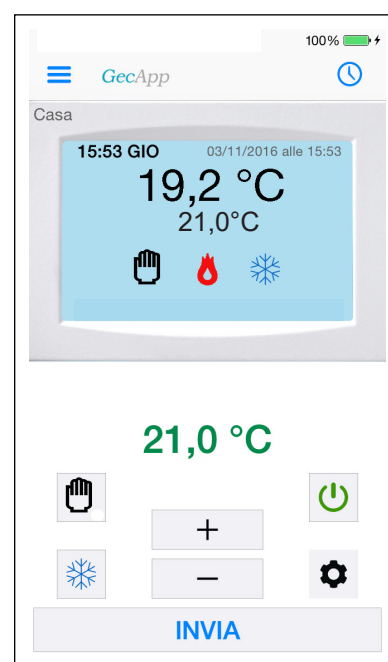 100%
GecApp
Casa
15:53 GIO 03/11/2016 alle 15:53
19,2 °C
21,0°C
21,0 °C
+
–
INVIA